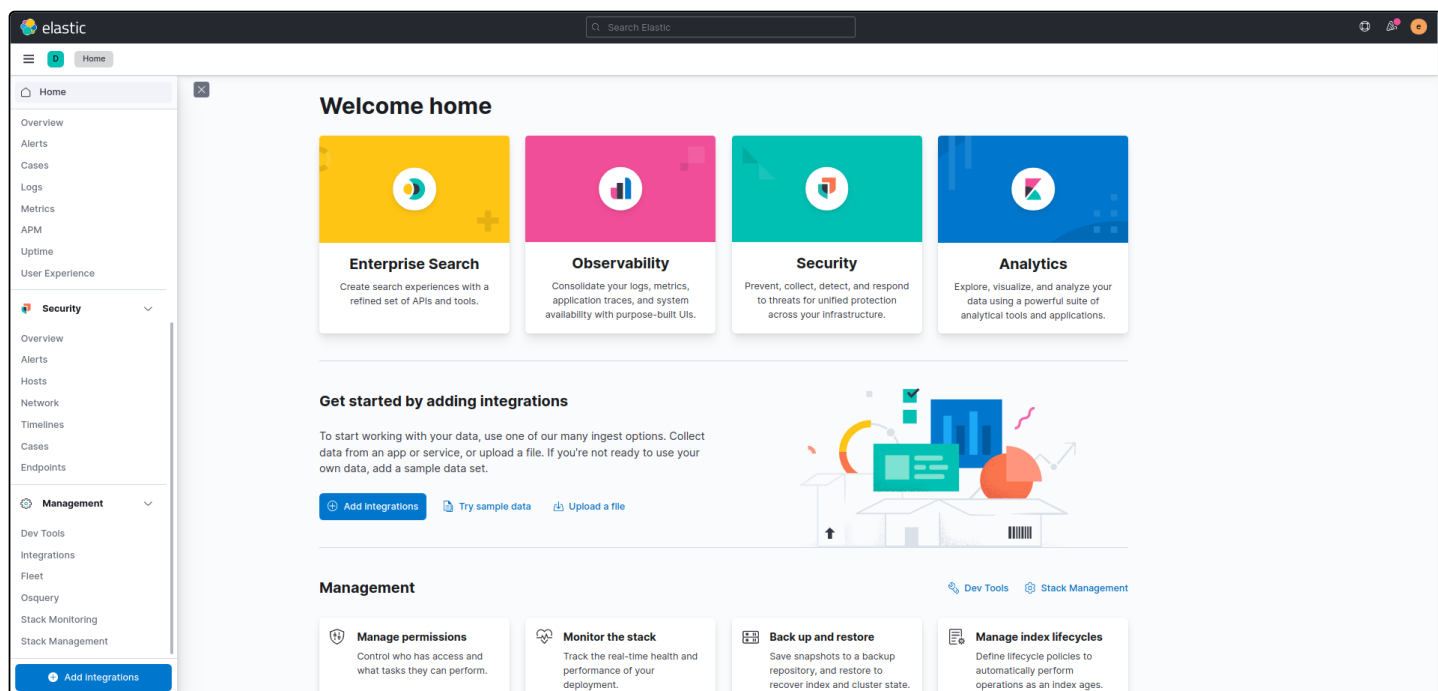 elastic
Search Elastic
e
D
Home
Home
Overview
Alerts
Cases
Logs
Metrics
APM
Uptime
User Experience
Security
Overview
Alerts
Hosts
Network
Timelines
Cases
Endpoints
Management
Dev Tools
Integrations
Fleet
Osquery
Stack Monitoring
Stack Management
Add integrations
Welcome home
Enterprise Search
Create search experiences with a
refined set of APIs and tools.
Observability
Consolidate your logs, metrics,
application traces, and system
availability with purpose-built UIs.
Security
Prevent, collect, detect, and respond
to threats for unified protection
across your infrastructure.
Analytics
Explore, visualize, and analyze your
data using a powerful suite of
analytical tools and applications.
Get started by adding integrations
To start working with your data, use one of our many ingest options. Collect
data from an app or service, or upload a file. If you're not ready to use your
own data, add a sample data set.
Add integrations
Try sample data
Upload a file
Management
Dev Tools
Stack Management
Manage permissions
Control who has access and
what tasks they can perform.
Monitor the stack
Track the real-time health and
performance of your
deployment.
Back up and restore
Save snapshots to a backup
repository, and restore to
recover index and cluster state.
Manage index lifecycles
Define lifecycle policies to
automatically perform
operations as an index ages.